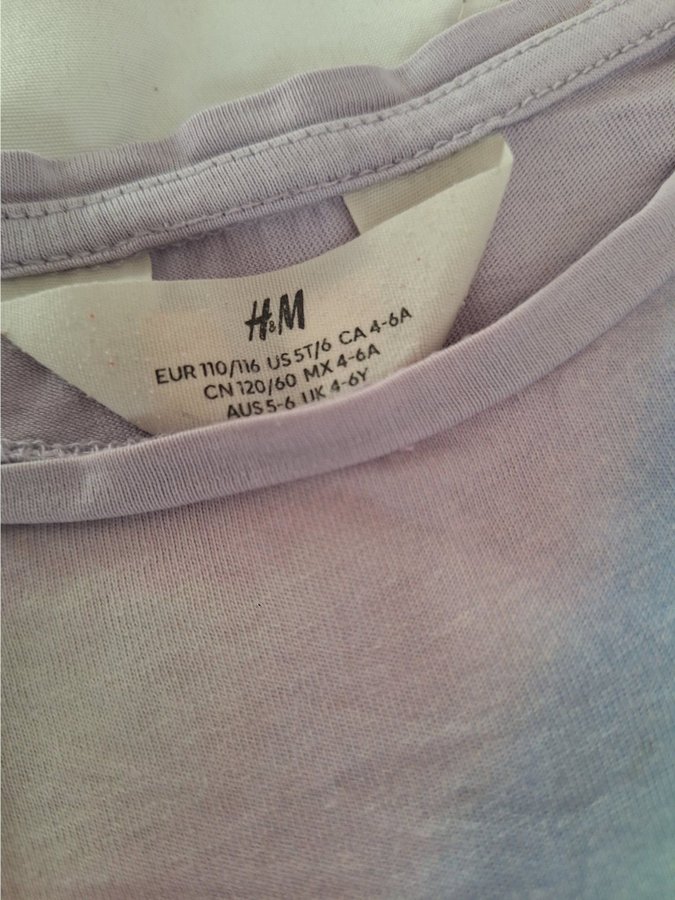 H&M
EUR 110/116 US 5T/6 CA 4-6A
CN 120/60 MX 4-6A
AUS 5-6 UK 4-6Y